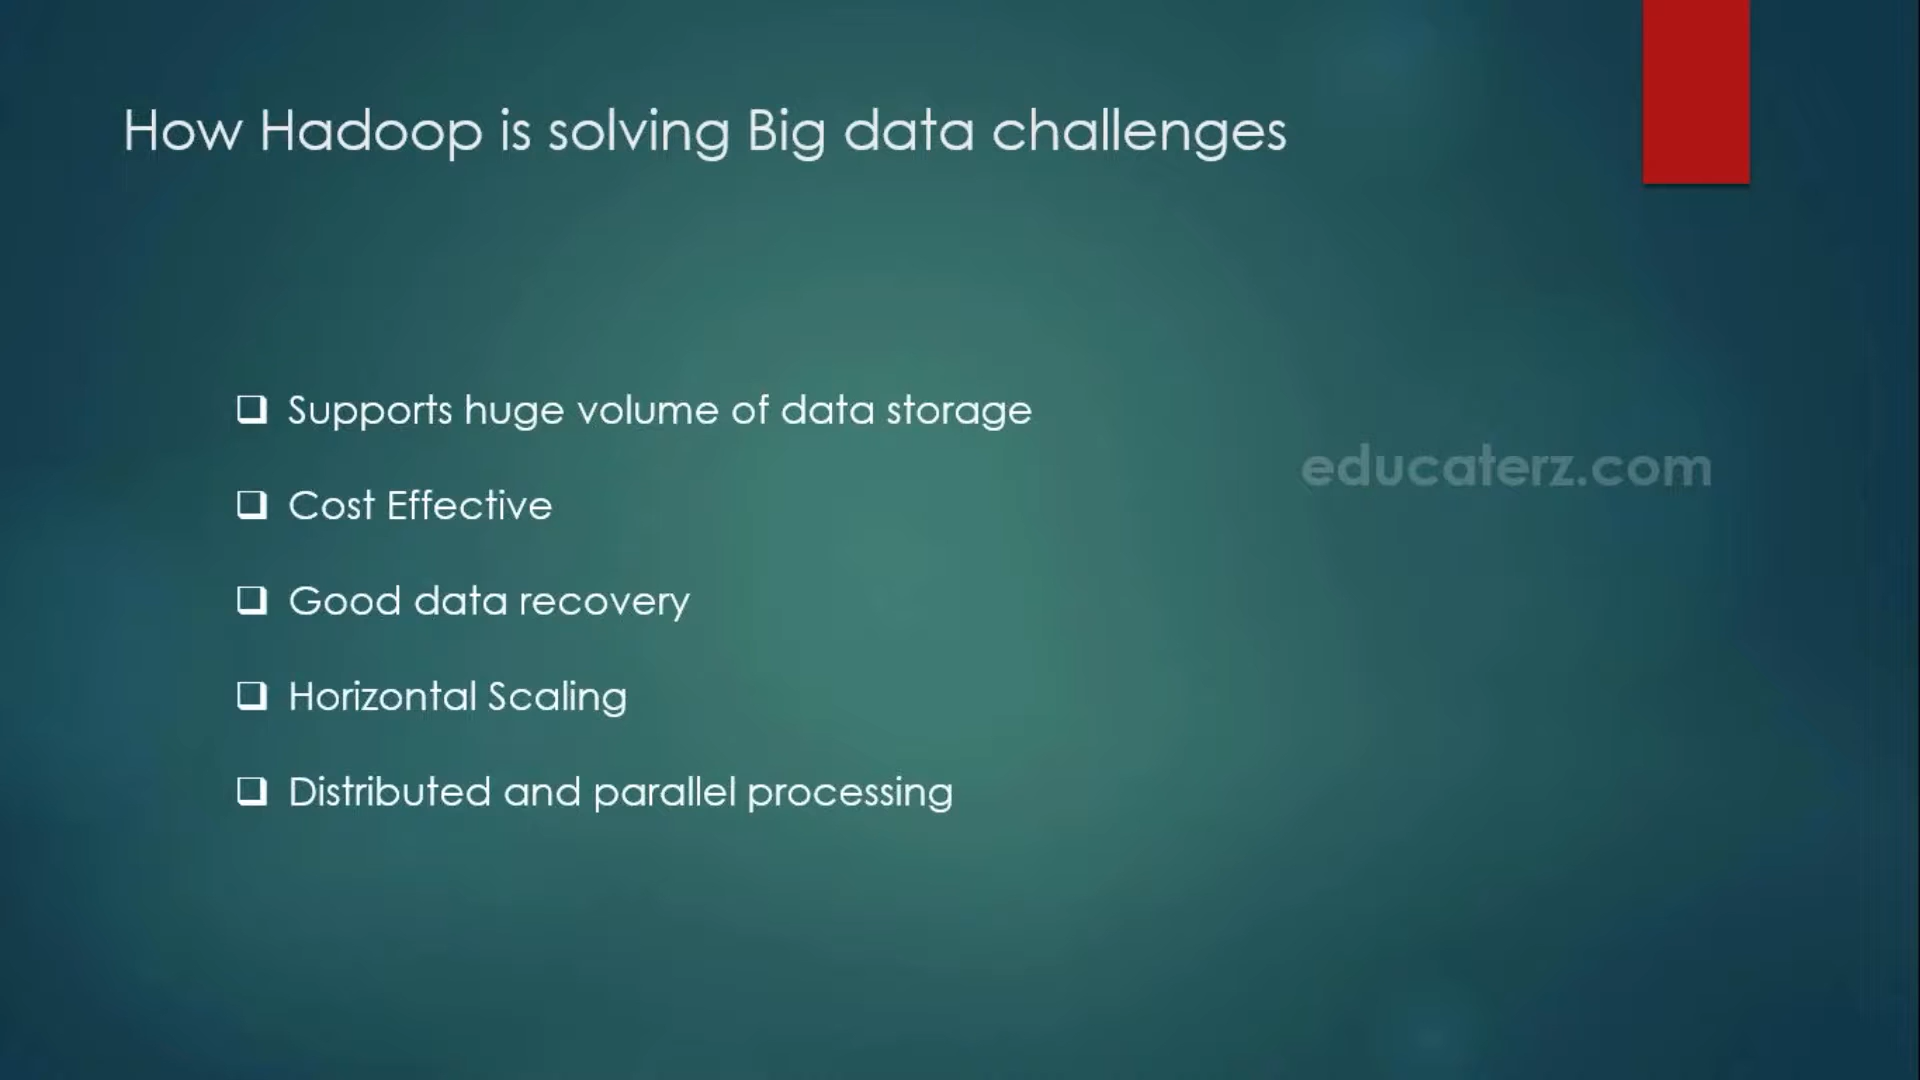 How Hadoop is solving Big data challenges
Supports huge volume of data storage
educaterz.com
Cost Effective
Good data recovery
Horizontal Scaling
Distributed and parallel processing